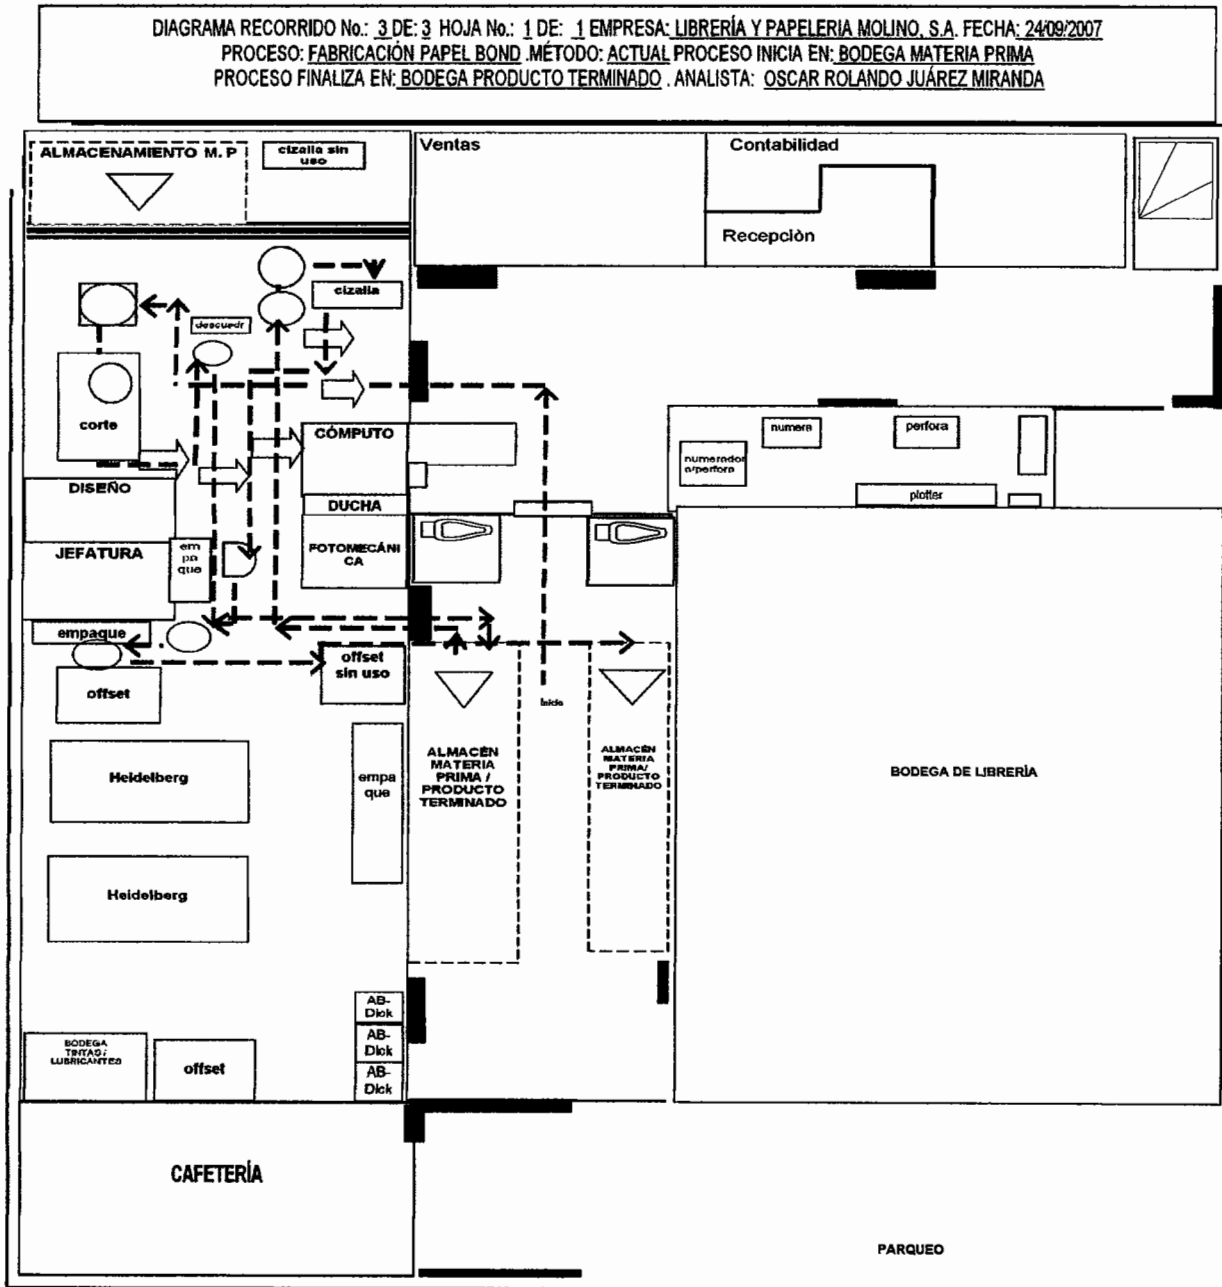 DIAGRAMA RECORRIDO No.: 3 DE: 3 HOJA No.: 1 DE: 1 EMPRESA: LIBRERÍA Y PAPELERIA MOLINO, S.A. FECHA: 24/09/2007
PROCESO: FABRICACIÓN PAPEL BOND .MÉTODO: ACTUAL PROCESO INICIA EN: BODEGA MATERIA PRIMA
PROCESO FINALIZA EN: BODEGA PRODUCTO TERMINADO . ANALISTA: OSCAR ROLANDO JUÁREZ MIRANDA
ALMACENAMIENTO M. P
cizalla sin
uso
Ventas
Contabilidad
Recepciòn
cizalla
descuadr
corte
CÓMPUTO
numera
perfora
numerador
a/perfora
plotter
DISEÑO
DUCHA
JEFATURA
em
pa
que
FOTOMECÁNI
CA
empaque
offset
sin uso
offset
Inicio
Heidelberg
empa
que
ALMACÉN
MATERIA
PRIMA /
PRODUCTO
TERMINADO
ALMACÉN
MATERIA
PRIMA/
PRODUCTO
TERMINADO
BODEGA DE LIBRERÌA
Heidelberg
AB-
Dick
AB-
Dick
AB-
Dick
BODEGA
TINTAS /
LUBRICANTES
offset
CAFETERÍA
PARQUEO